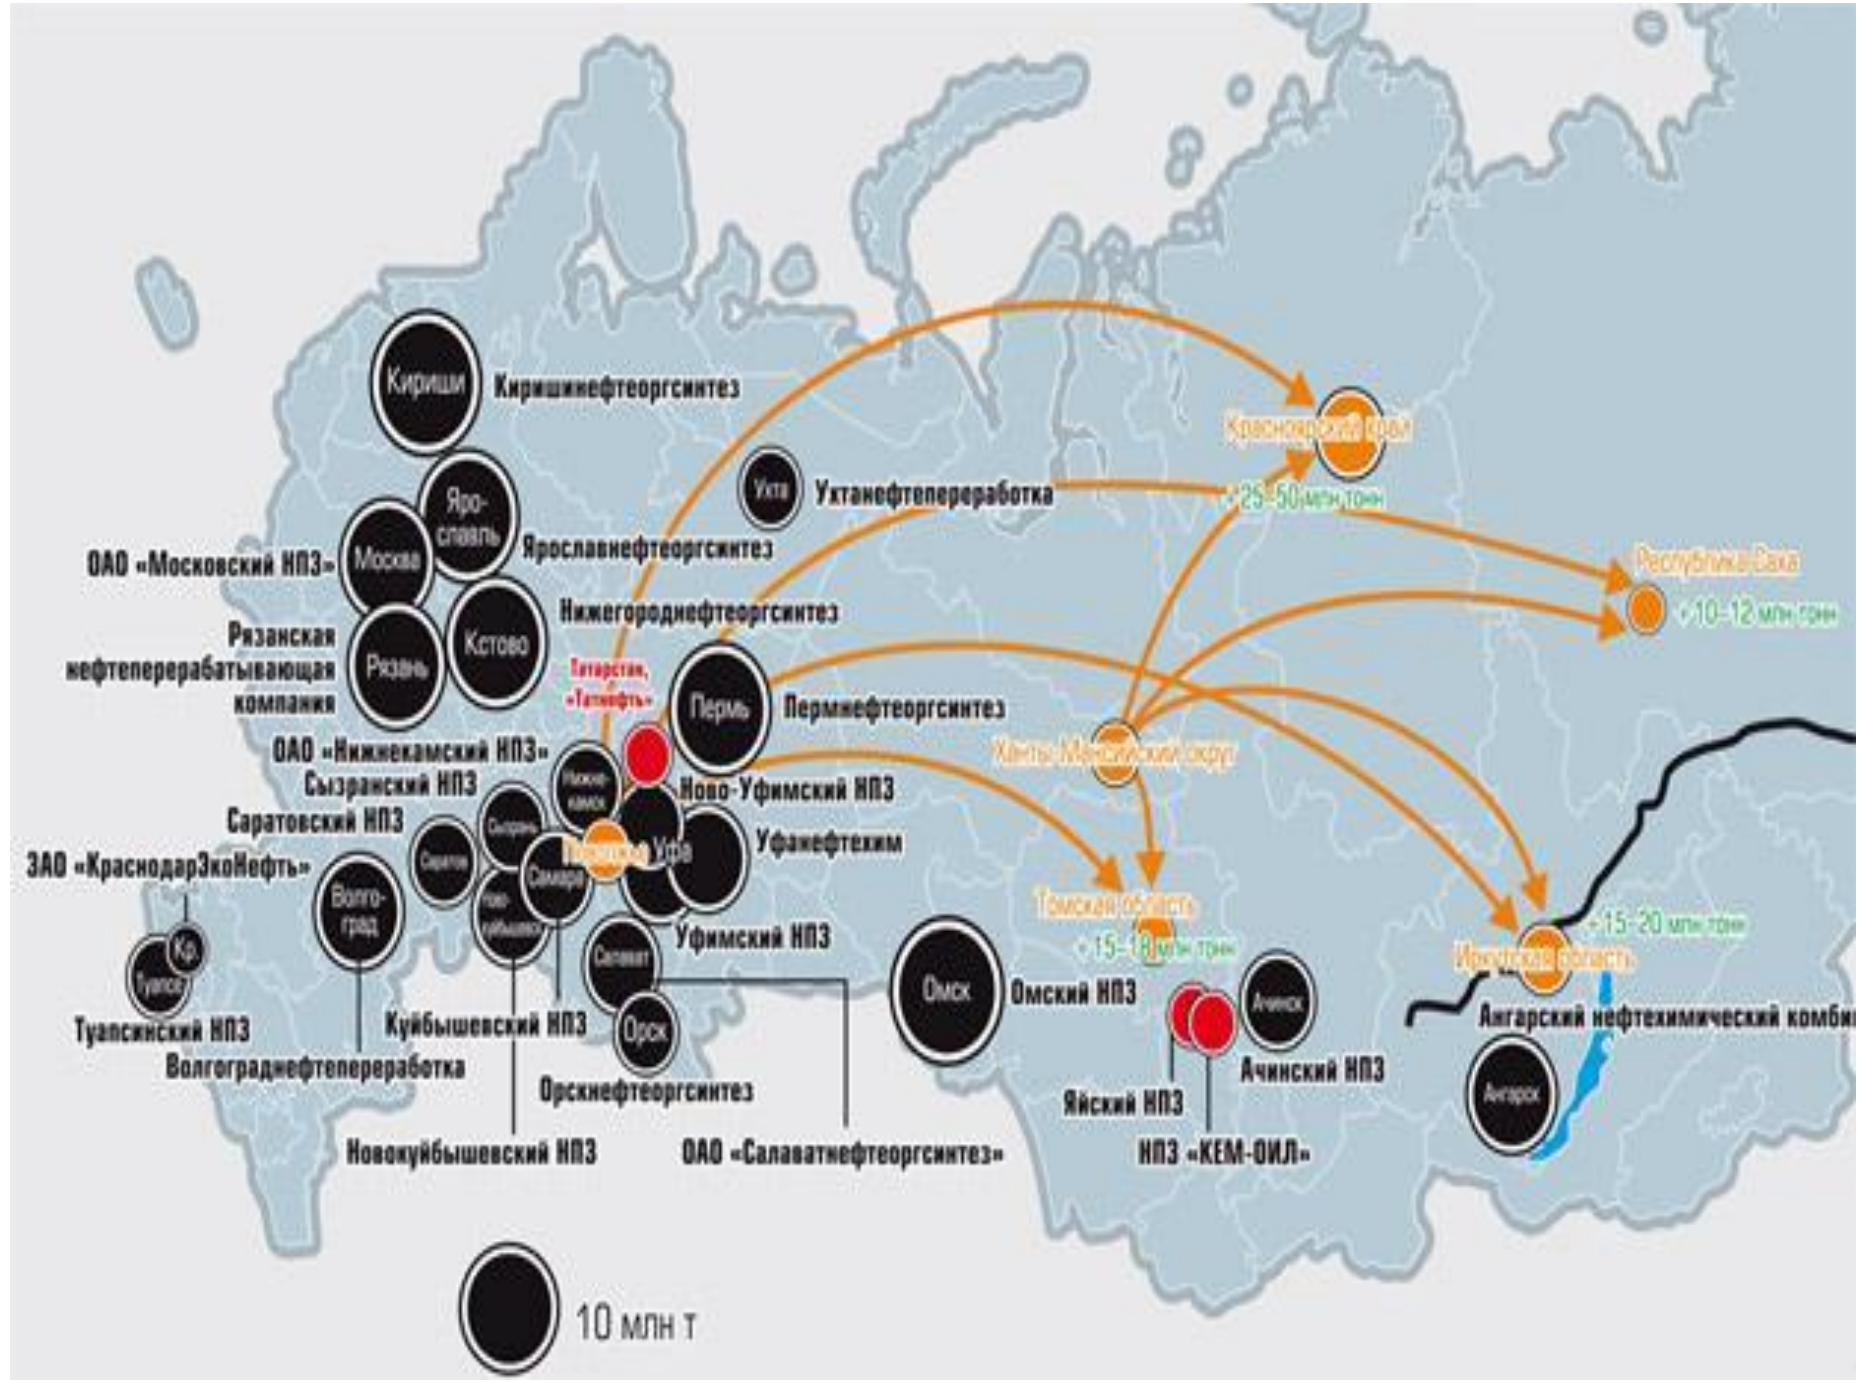 Кириши
Киришинефтеоргсинтез
Красноярский край
+25–50 млн тонн
Ухта
Ухтанефтепереработка
Яро-
славль
Ярославнефтеоргсинтез
Москва
ОАО «Московский НПЗ»
Республика Саха
+10–12 млн тонн
Кстово
Нижегороднефтеоргсинтез
Рязань
Рязанская
нефтеперерабатывающая
компания
Татарстан,
«Татнефть»
Пермь
Пермнефтеоргсинтез
Ханты-Мансийский округ
ОАО «Нижнекамский НПЗ»
Нижне-
камск
Сызранский НПЗ
Сызрань
Ново-Уфимский НПЗ
Саратовский НПЗ
Саратов
Поволжье
Уфа
Уфанефтехим
ЗАО «КраснодарЭкоНефть»
Самара
Волго-
град
Ново-
куйбышевск
Томская область
+15–18 млн тонн
+15–20 млн тонн
Иркутская область
Уфимский НПЗ
Кр.
Туапсе
Салават
Омск
Омский НПЗ
Ачинск
Ангарский нефтехимический комби
Туапсинский НПЗ
Куйбышевский НПЗ
Орск
Волгограднефтепереработка
Орскнефтеоргсинтез
Ачинский НПЗ
Яйский НПЗ
Ангарск
Новокуйбышевский НПЗ
ОАО «Салаватнефтеоргсинтез»
НПЗ «КЕМ-ОИЛ»
10 млн т